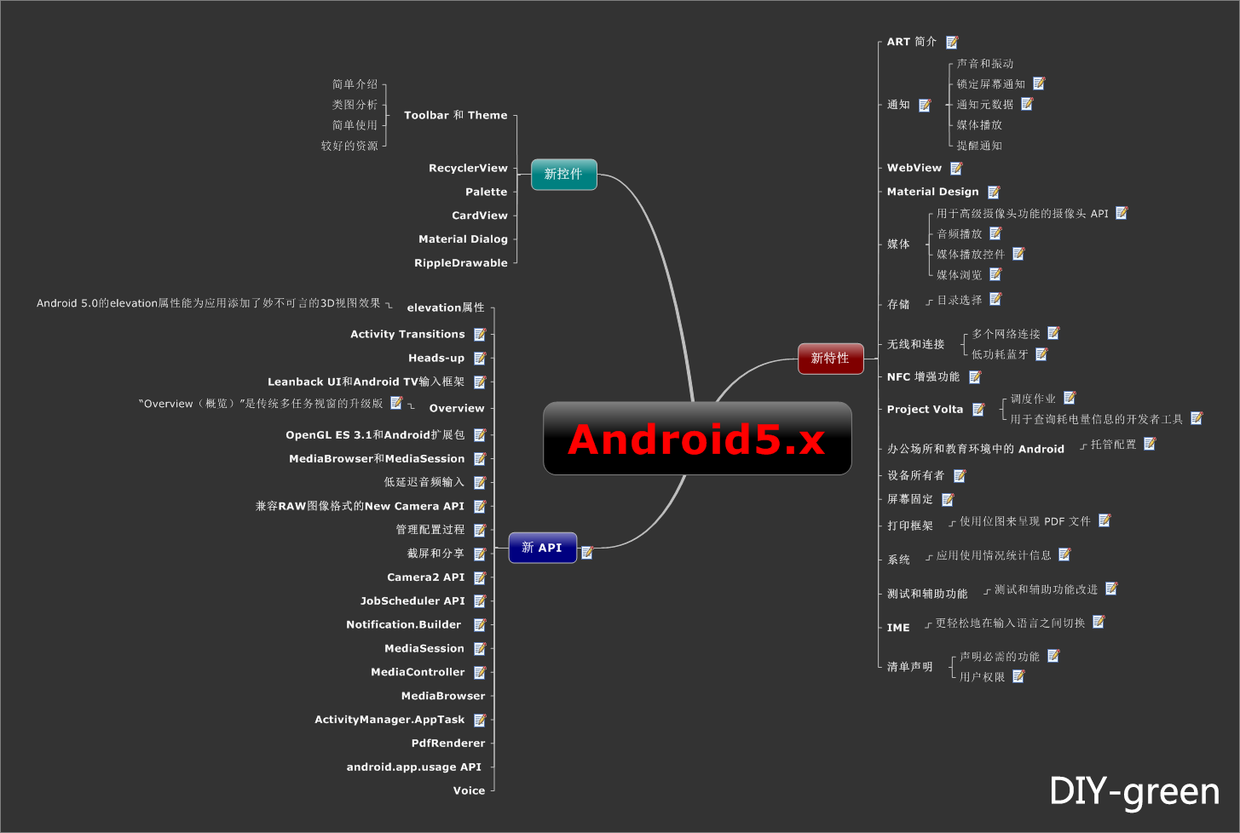 Android5.x
新控件
Toolbar 和 Theme
简单介绍
类图分析
简单使用
较好的资源
RecyclerView
Palette
CardView
Material Dialog
RippleDrawable
新 API
elevation属性
Android 5.0的elevation属性能为应用添加了妙不可言的3D视图效果
Activity Transitions
Heads-up
Leanback UI和Android TV输入框架
Overview
“Overview（概览）”是传统多任务视窗的升级版
OpenGL ES 3.1和Android扩展包
MediaBrowser和MediaSession
低延迟音频输入
兼容RAW图像格式的New Camera API
管理配置过程
截屏和分享
Camera2 API
JobScheduler API
Notification.Builder
MediaSession
MediaController
MediaBrowser
ActivityManager.AppTask
PdfRenderer
android.app.usage API
Voice
新特性
ART 简介
通知
声音和振动
锁定屏幕通知
通知元数据
媒体播放
提醒通知
WebView
Material Design
媒体
用于高级摄像头功能的摄像头 API
音频播放
媒体播放控件
媒体浏览
存储
目录选择
无线和连接
多个网络连接
低功耗蓝牙
NFC 增强功能
Project Volta
调度作业
用于查询耗电量信息的开发者工具
办公场所和教育环境中的 Android
托管配置
设备所有者
屏幕固定
打印框架
使用位图来呈现 PDF 文件
系统
应用使用情况统计信息
测试和辅助功能
测试和辅助功能改进
IME
更轻松地在输入语言之间切换
清单声明
声明必需的功能
用户权限
DIY-green